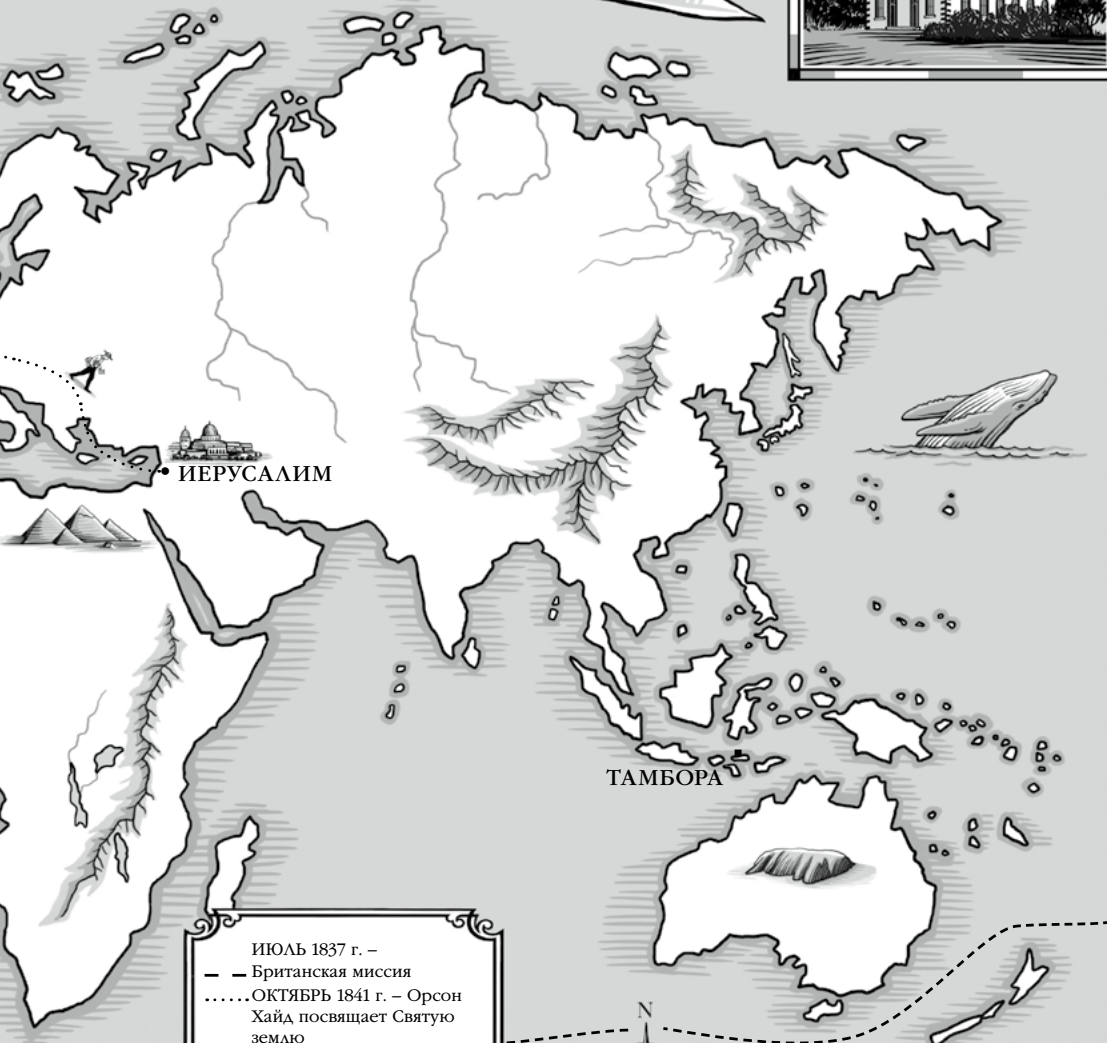 ИЕРУСАЛИМ
ТАМБОРА
ИЮЛЬ 1837 г. –
Британская миссия
ОКТЯБРЬ 1841 г. – Орсон
Хайд посвящает Святую
землю
N